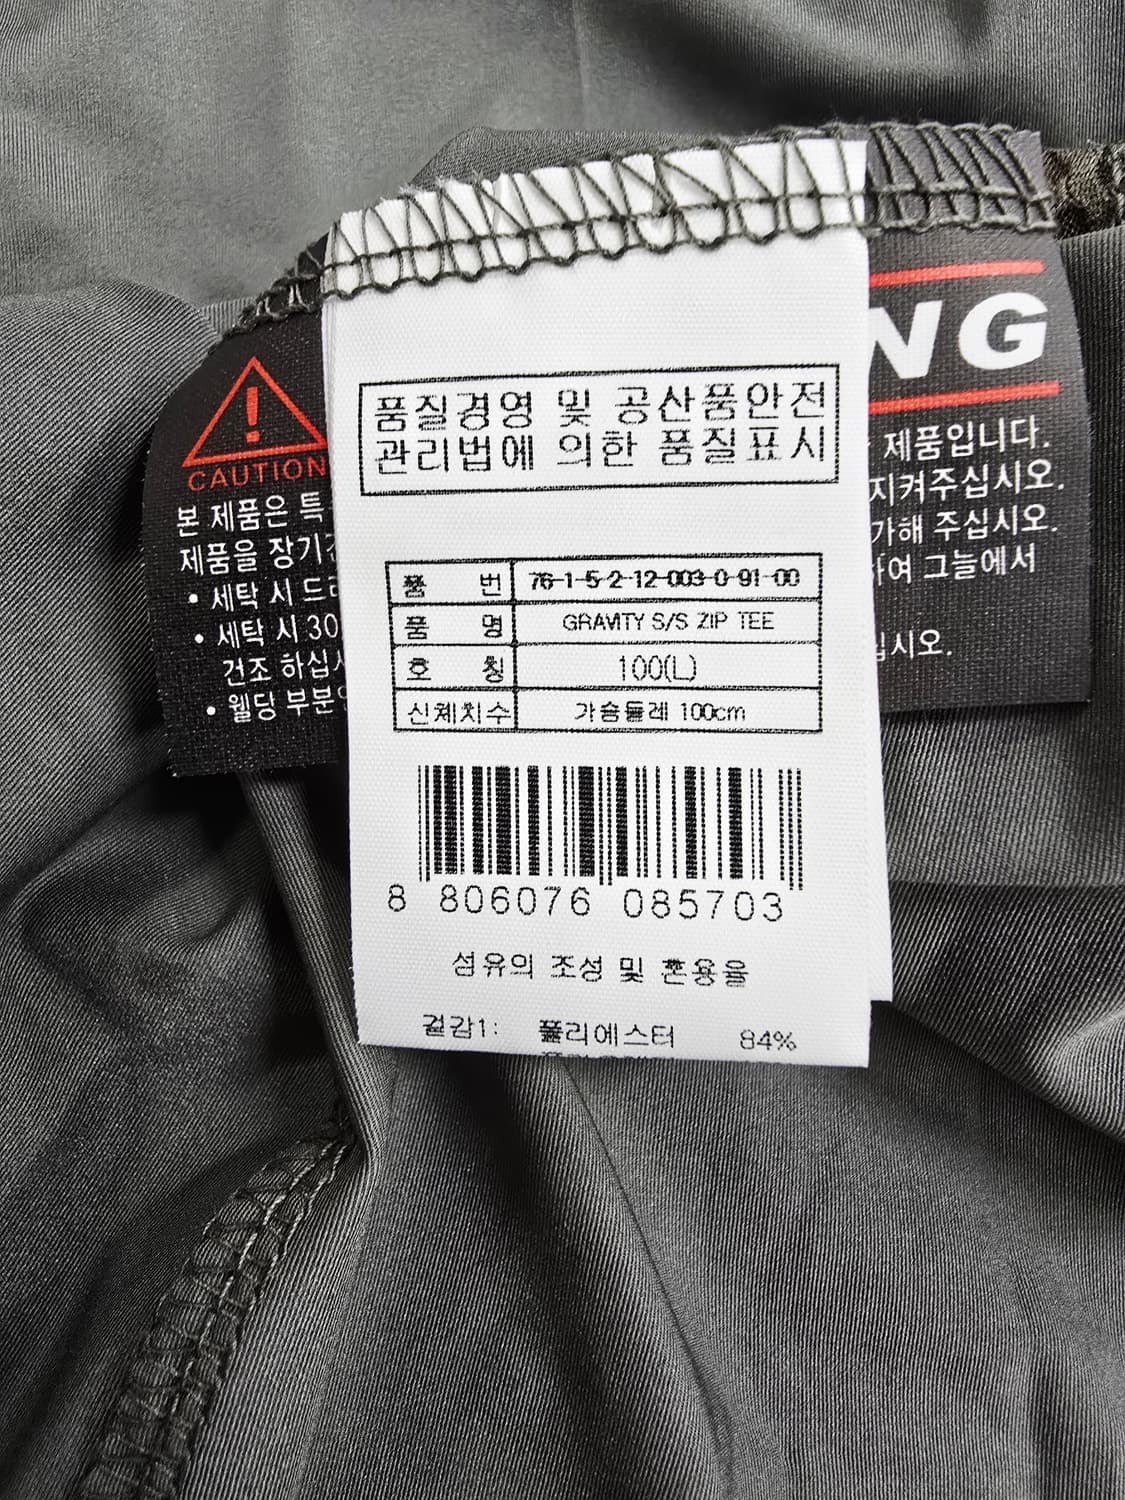 품질경영 및 공산품안전
관리법에 의한 품질표시
품 번 76-1-5-2-12-003-0-91-00
품 명 GRAVITY S/S ZIP TEE
호 칭 100(L)
신체치수 가슴둘레 100cm
8 806076 085703
섬유의 조성 및 혼용율
겉감1: 폴리에스터 84%
CAUTION
본 제품은 특
제품을 장기간
• 세탁 시 드라
• 세탁 시 30
건조 하십시
• 웰딩 부분
NG
제품입니다.
지켜주십시오.
가해 주십시오.
하여 그늘에서
십시오.